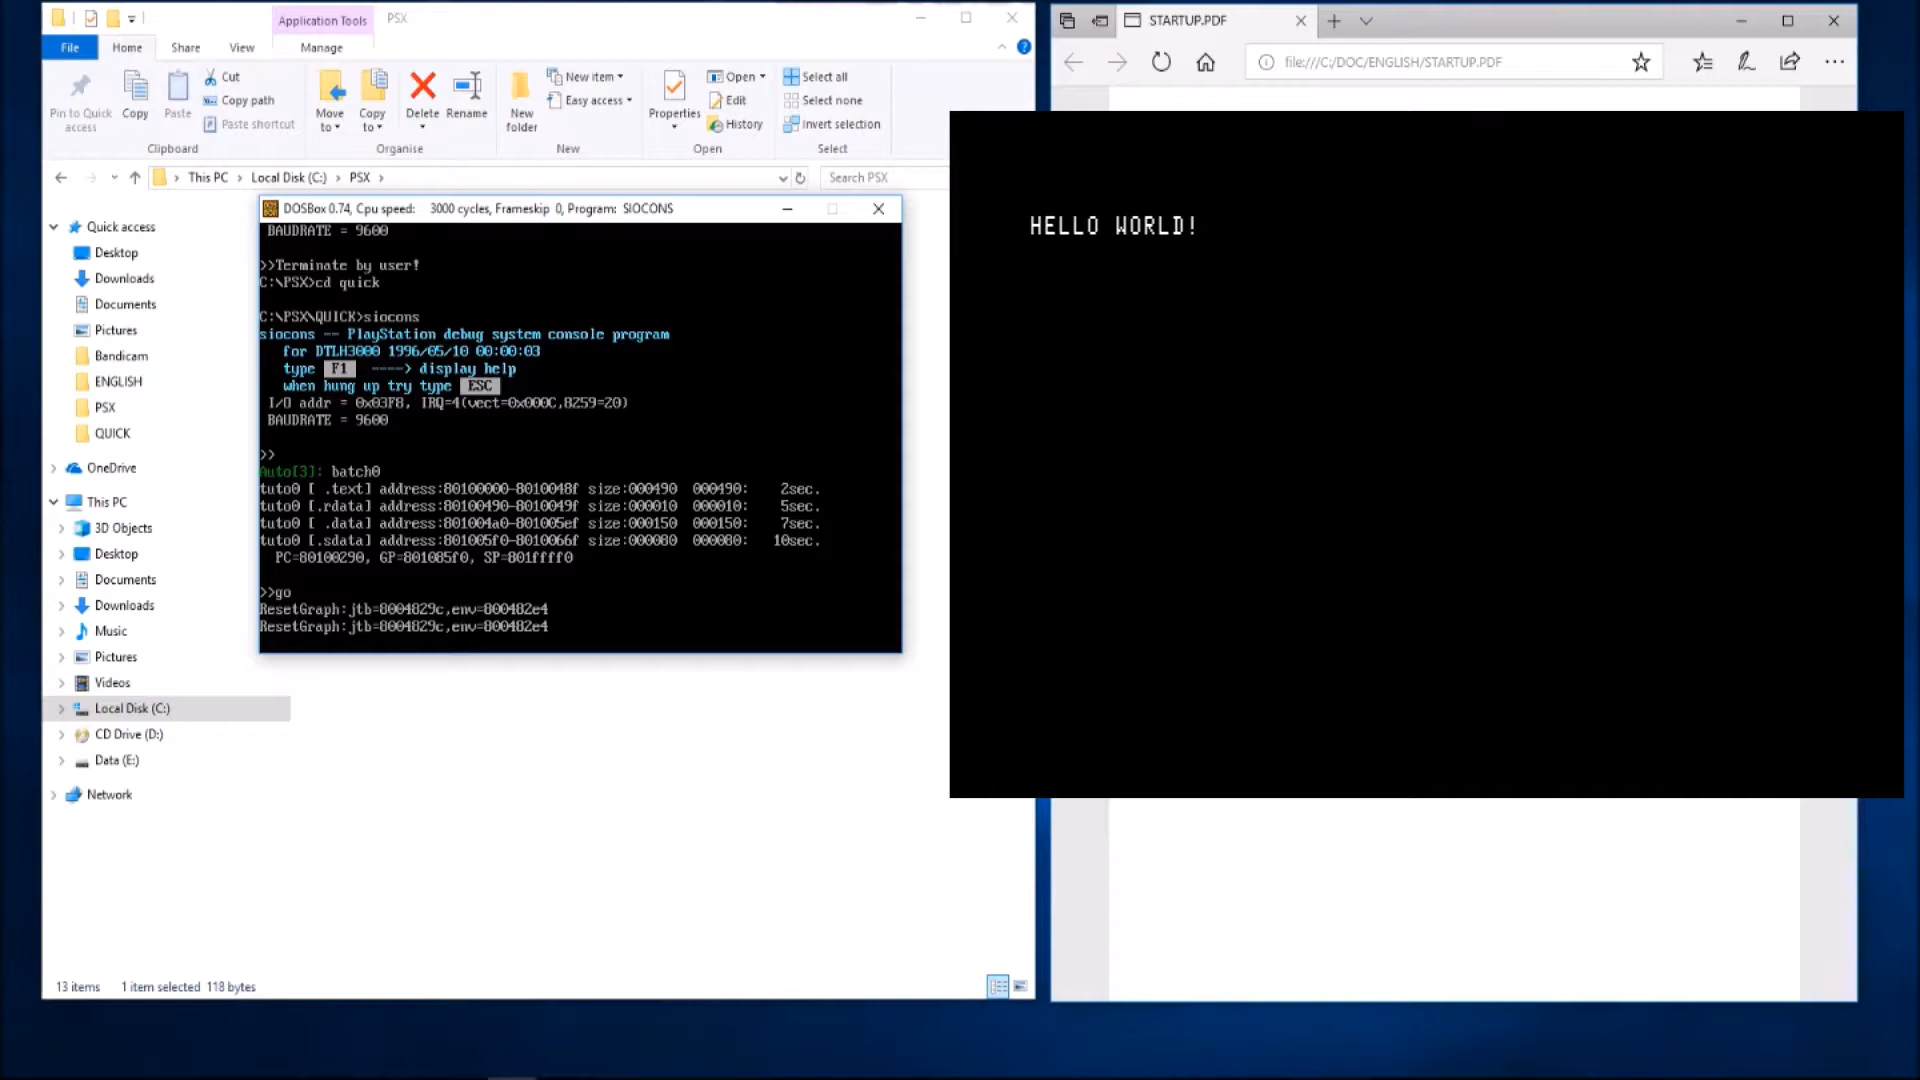 Application Tools
PSX
File
Home
Share
View
Manage
Pin to Quick access
Copy
Paste
Cut
Copy path
Paste shortcut
Clipboard
Move to
Copy to
Delete
Rename
Organise
New folder
New item
Easy access
New
Properties
Open
Edit
History
Open
Select all
Select none
Invert selection
Select
This PC > Local Disk (C:) > PSX >
Search PSX
Quick access
Desktop
Downloads
Documents
Pictures
Bandicam
ENGLISH
PSX
QUICK
OneDrive
This PC
3D Objects
Desktop
Documents
Downloads
Music
Pictures
Videos
Local Disk (C:)
CD Drive (D:)
Data (E:)
Network
13 items
1 item selected 118 bytes
DOSBox 0.74, Cpu speed: 3000 cycles, Frameskip 0, Program: SIOCONS
BAUDRATE = 9600
>>Terminate by user!
C:\PSX>cd quick
C:\PSX\QUICK>siocons
siocons -- PlayStation debug system console program
for DTLH3000 1996/05/10 00:00:03
type F1 ----> display help
when hung up try type ESC
I/O addr = 0x03F8, IRQ=4(vect=0x000C,8259=20)
BAUDRATE = 9600
>>
Auto[3]: batch0
tuto0 [ .text] address:80100000-8010048f size:000490 000490: 2sec.
tuto0 [.rdata] address:80100490-8010049f size:000010 000010: 5sec.
tuto0 [ .data] address:801004a0-801005ef size:000150 000150: 7sec.
tuto0 [.sdata] address:801005f0-8010066f size:000080 000080: 10sec.
PC=80100290, GP=801085f0, SP=801ffff0
>>go
ResetGraph:jtb=8004829c,env=800482e4
ResetGraph:jtb=8004829c,env=800482e4
STARTUP.PDF
file:///C:/DOC/ENGLISH/STARTUP.PDF
HELLO WORLD!